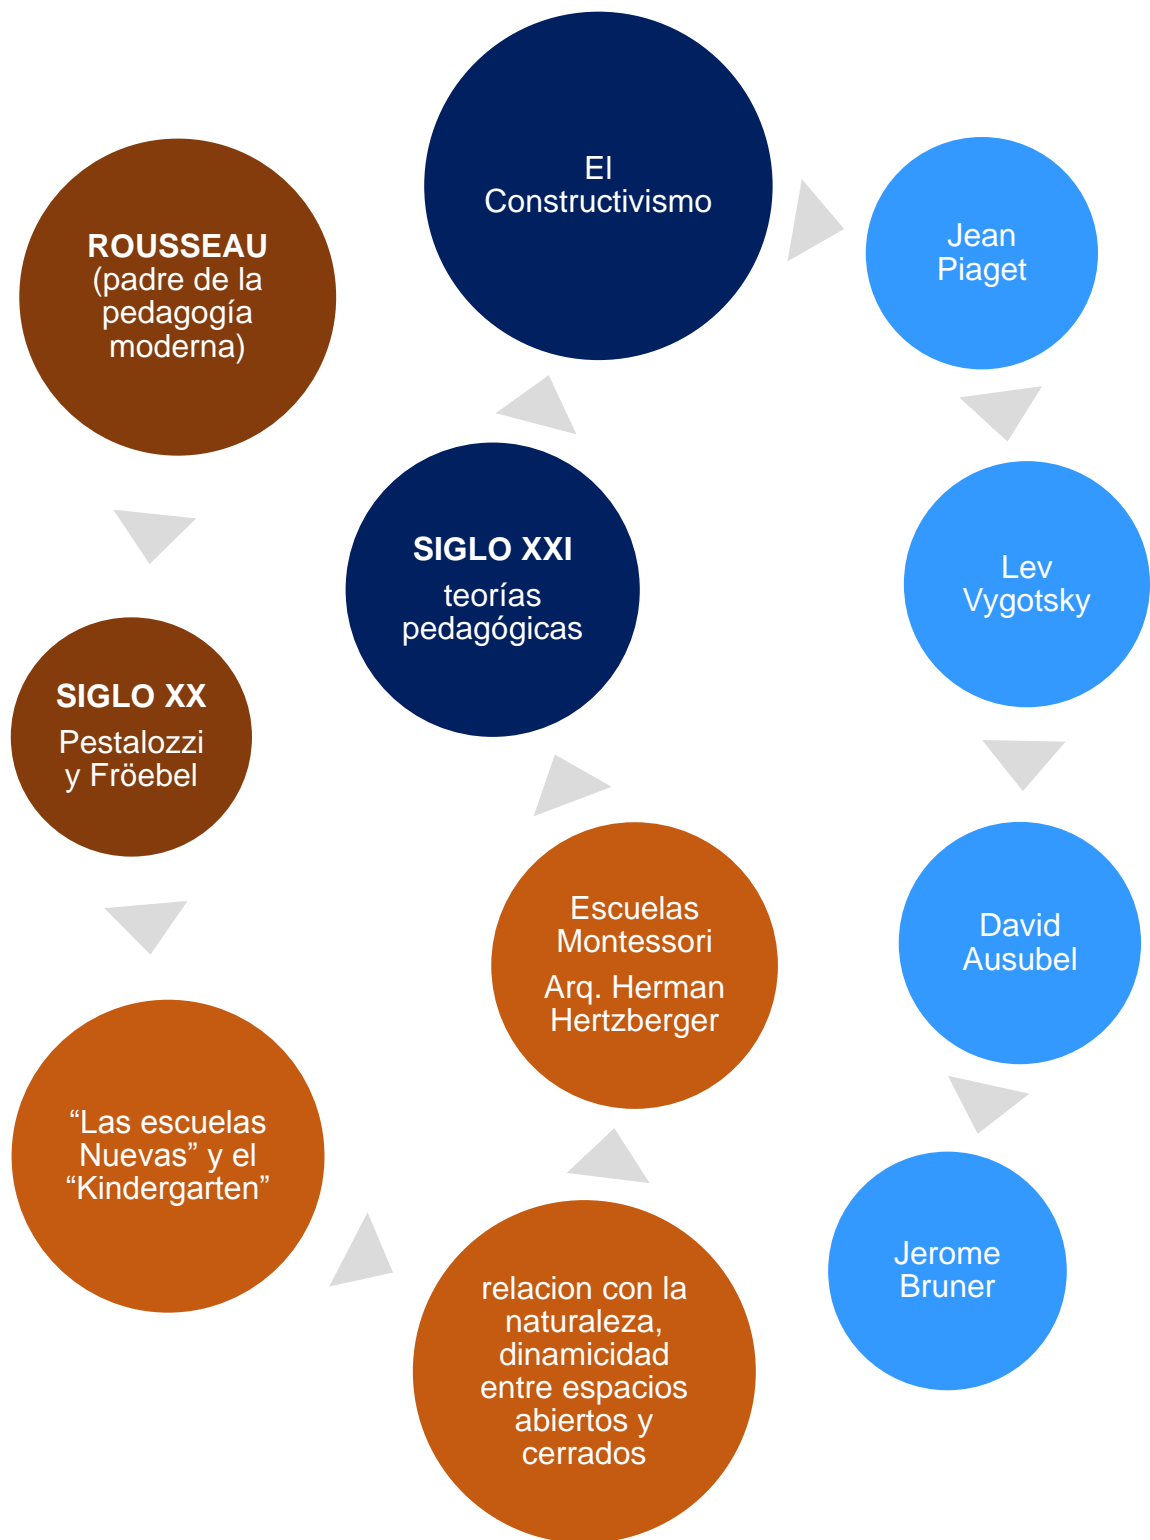 ROUSSEAU
(padre de la
pedagogía
moderna)
SIGLO XX
Pestalozzi
y Fröebel
“Las escuelas
Nuevas” y el
“Kindergarten”
relacion con la
naturaleza,
dinamicidad
entre espacios
abiertos y
cerrados
Escuelas
Montessori
Arq. Herman
Hertzberger
SIGLO XXI
teorías
pedagógicas
El
Constructivismo
Jean
Piaget
Lev
Vygotsky
David
Ausubel
Jerome
Bruner